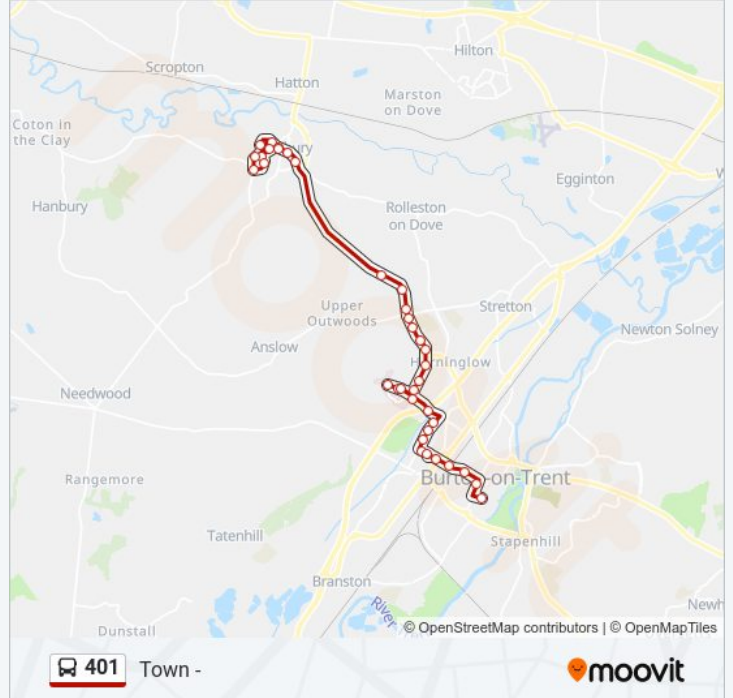 Hilton
Scropton
Hatton
Marston
on Dove
Coton in
the Clay
bury
Egginton
Hanbury
Rolleston
on Dove
Upper
Outwoods
Stretton
Newton Solney
Anslow
Horninglow
Needwood
Burton-on-Trent
Rangemore
Tatenhill
Stapenhill
Branston
River
Newh
Dunstall
© OpenStreetMap contributors | © OpenMapTiles
401 Town -
moovit